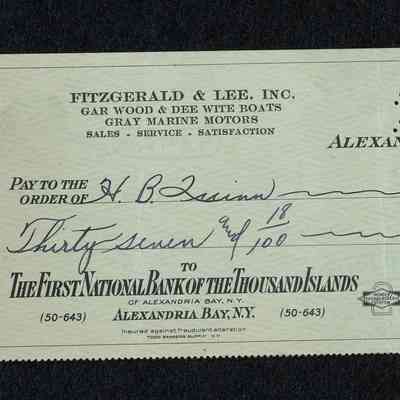 FITZGERALD & LEE, INC.
GAR WOOD & DEE WITE BOATS
GRAY MARINE MOTORS
SALES - SERVICE - SATISFACTION
ALEXANDRIA
PAY TO THE
ORDER OF H. B.
Thirty seven and 18/100
TO
THE FIRST NATIONAL BANK OF THE THOUSAND ISLANDS
OF ALEXANDRIA BAY, N.Y.
(50-643) ALEXANDRIA BAY, N.Y. (50-643)
Insured against fraudulent alteration